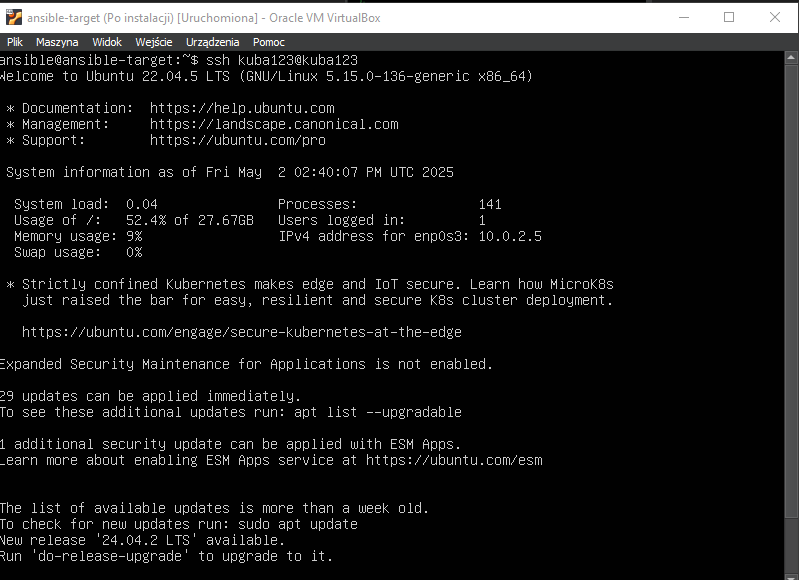 ansible-target (Po instalacji) [Uruchomiona] - Oracle VM VirtualBox
Plik Maszyna Widok Wejście Urządzenia Pomoc
ansible@ansible-target:~$ ssh kuba123@kuba123
Welcome to Ubuntu 22.04.5 LTS (GNU/Linux 5.15.0-136-generic x86_64)
* Documentation: https://help.ubuntu.com
* Management: https://landscape.canonical.com
* Support: https://ubuntu.com/pro
System information as of Fri May 2 02:40:07 PM UTC 2025
System load: 0.04 Processes: 141
Usage of /: 52.4% of 27.67GB Users logged in: 1
Memory usage: 9% IPv4 address for enp0s3: 10.0.2.5
Swap usage: 0%
* Strictly confined Kubernetes makes edge and IoT secure. Learn how MicroK8s
just raised the bar for easy, resilient and secure K8s cluster deployment.
https://ubuntu.com/engage/secure-kubernetes-at-the-edge
Expanded Security Maintenance for Applications is not enabled.
29 updates can be applied immediately.
To see these additional updates run: apt list --upgradable
1 additional security update can be applied with ESM Apps.
Learn more about enabling ESM Apps service at https://ubuntu.com/esm
The list of available updates is more than a week old.
To check for new updates run: sudo apt update
New release '24.04.2 LTS' available.
Run 'do-release-upgrade' to upgrade to it.